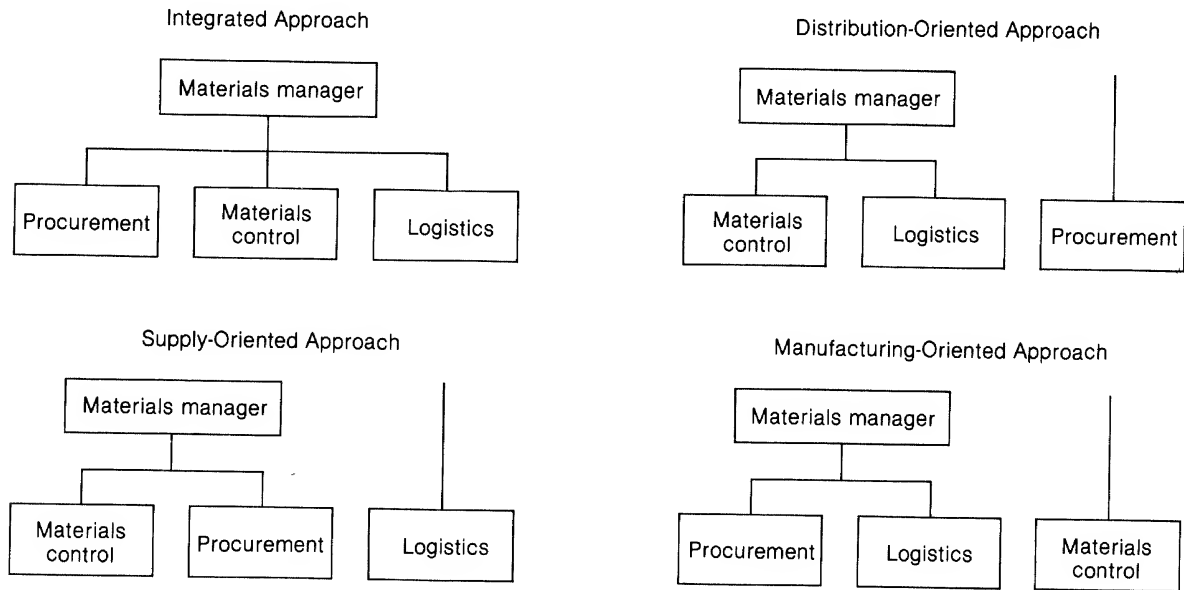 Integrated Approach
Materials manager
Procurement
Materials
control
Logistics
Distribution-Oriented Approach
Materials manager
Materials
control
Logistics
Procurement
Supply-Oriented Approach
Materials manager
Materials
control
Procurement
Logistics
Manufacturing-Oriented Approach
Materials manager
Procurement
Logistics
Materials
control